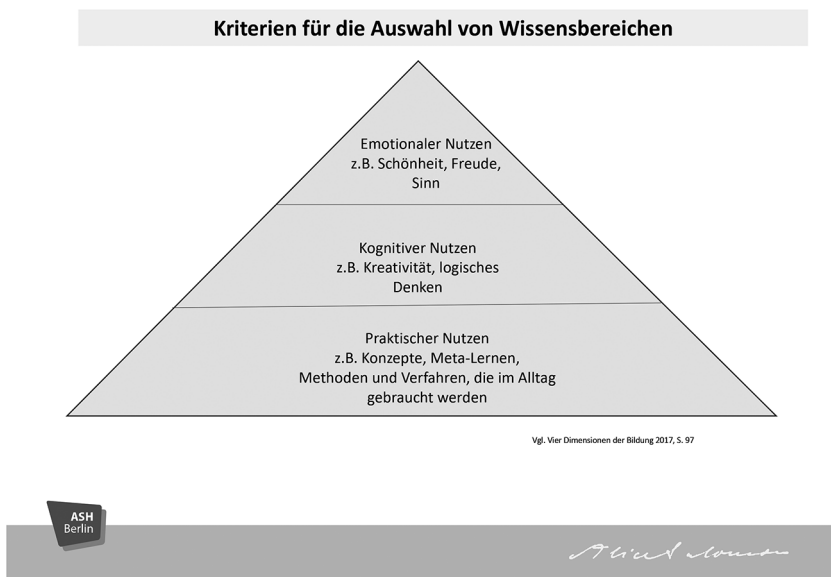 Kriterien für die Auswahl von Wissensbereichen
Emotionaler Nutzen
z.B. Schönheit, Freude,
Sinn
Kognitiver Nutzen
z.B. Kreativität, logisches
Denken
Praktischer Nutzen
z.B. Konzepte, Meta-Lernen,
Methoden und Verfahren, die im Alltag
gebraucht werden
Vgl. Vier Dimensionen der Bildung 2017, S. 97
ASH
Berlin
Alice Salomon